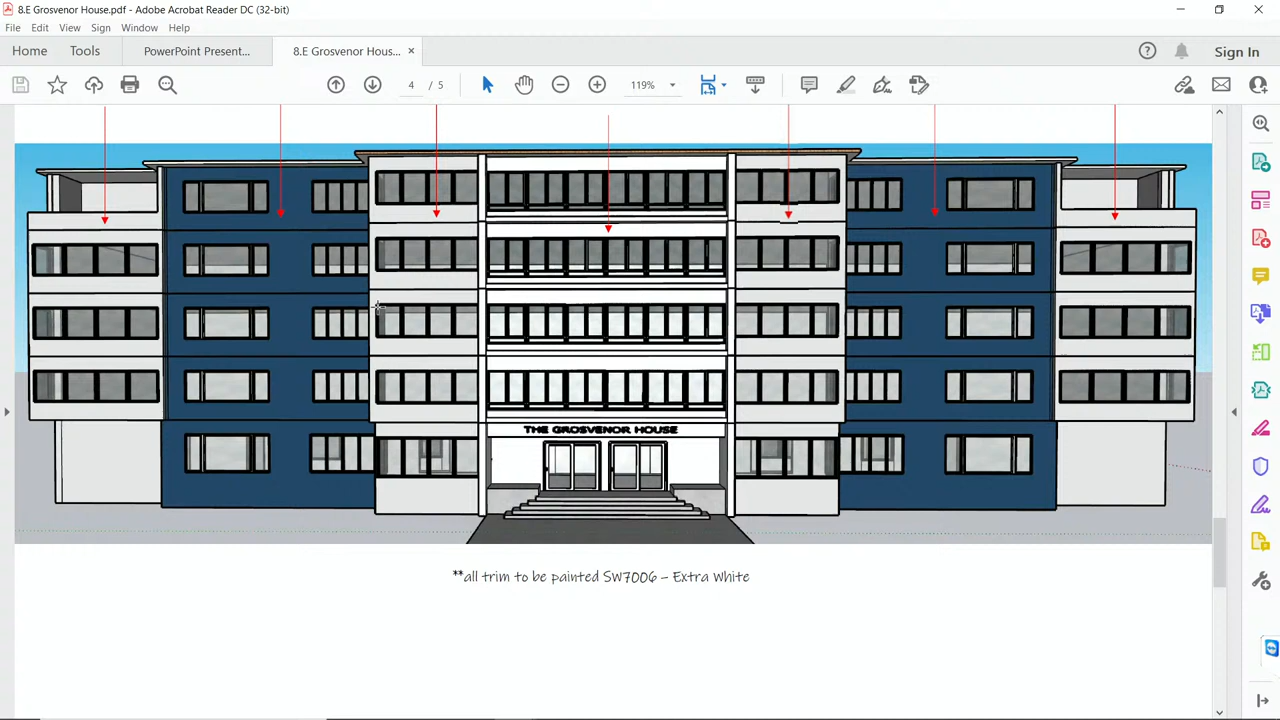 8.E Grosvenor House.pdf - Adobe Acrobat Reader DC (32-bit)
File Edit View Sign Window Help
Home Tools PowerPoint Present... 8.E Grosvenor Hous... × Sign In
4 / 5 119%
THE GROSVENOR HOUSE
**all trim to be painted SW7006 – Extra White